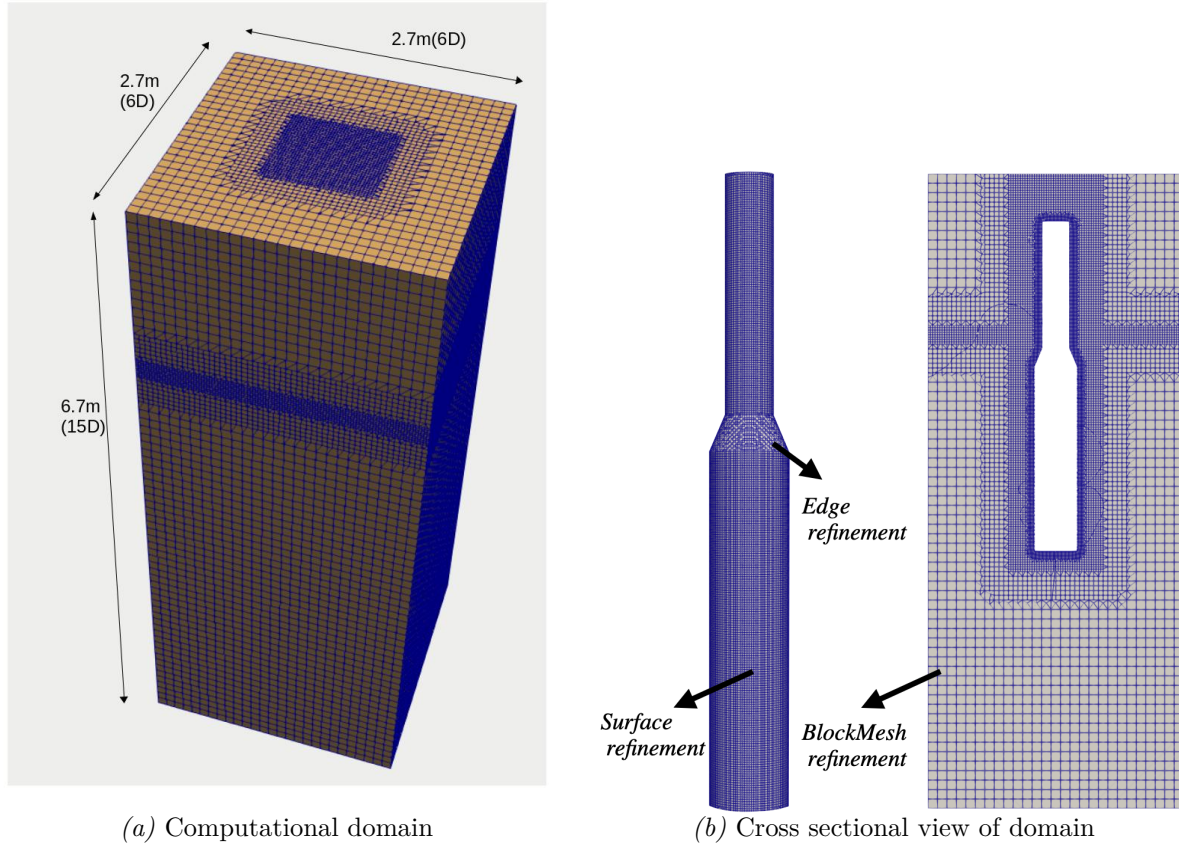 2.7m(6D)
2.7m
(6D)
6.7m
(15D)
Edge
refinement
Surface
refinement
BlockMesh
refinement
(a) Computational domain
(b) Cross sectional view of domain